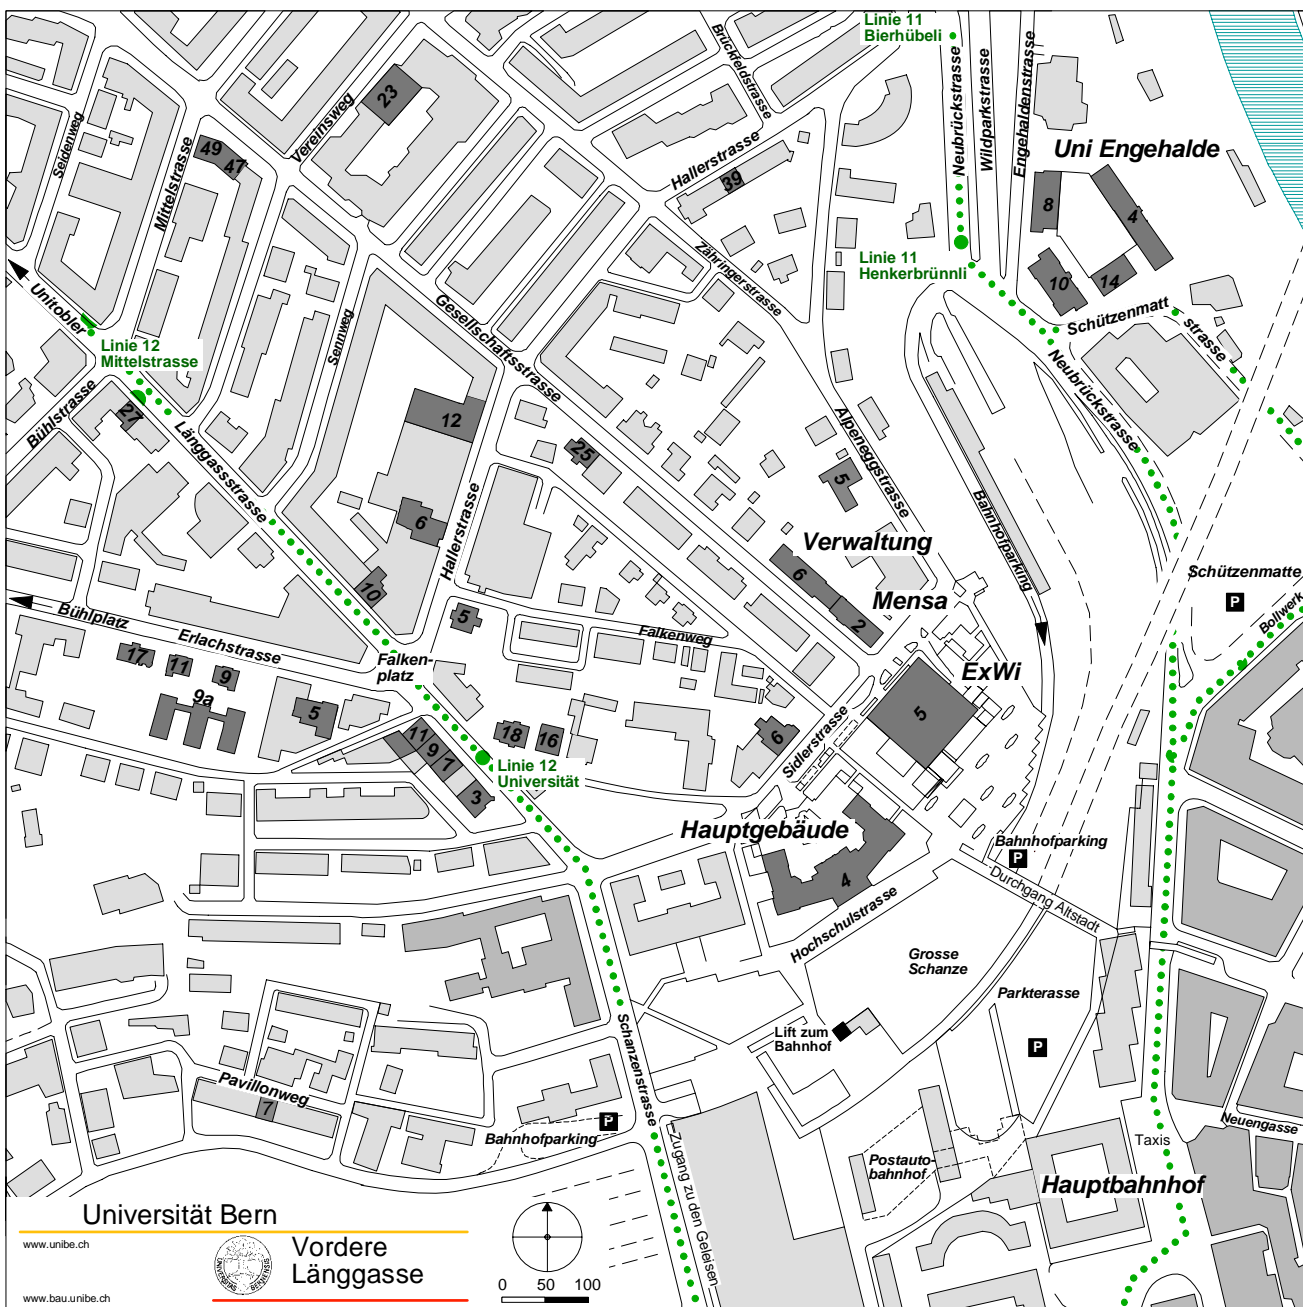 Linie 11
Bierhübeli
Brückfeldstrasse
Neubrückstrasse
Wildparkstrasse
Engehaldenstrasse
23
Seidenweg
Vereinsweg
49
47
Mittelstrasse
Hallerstrasse
39
Uni Engehalde
8
4
10
14
Linie 11
Henkerbrünnli
Zähringerstrasse
Unitobler
Gesellschaftsstrasse
Schützenmatt
strasse
Linie 12
Mittelstrasse
Sennweg
Neubrückstrasse
Bühlstrasse
27
12
Länggassstrasse
25
Alpeneggstrasse
5
6
Hallerstrasse
Bahnhofparking
Verwaltung
6
Mensa
2
Schützenmatte
P
Bollwerk
10
5
Bühlplatz
Erlachstrasse
Falkenweg
17
11
9
9a
Falken-
platz
ExWi
5
5
11
9
7
3
18
16
6
Sidlerstrasse
Linie 12
Universität
Hauptgebäude
4
Bahnhofparking
P
Durchgang Altstadt
Hochschulstrasse
Grosse
Schanze
Parkterasse
P
Lift zum
Bahnhof
Schanzenstrasse
Pavillonweg
7
Bahnhofparking
P
Zugang zu den Geleisen
Postauto-
bahnhof
Taxis
Neuengasse
Hauptbahnhof
Universität Bern
www.unibe.ch
UNIVERSITAS BERNENSIS
Vordere
Länggasse
www.bau.unibe.ch
0 50 100